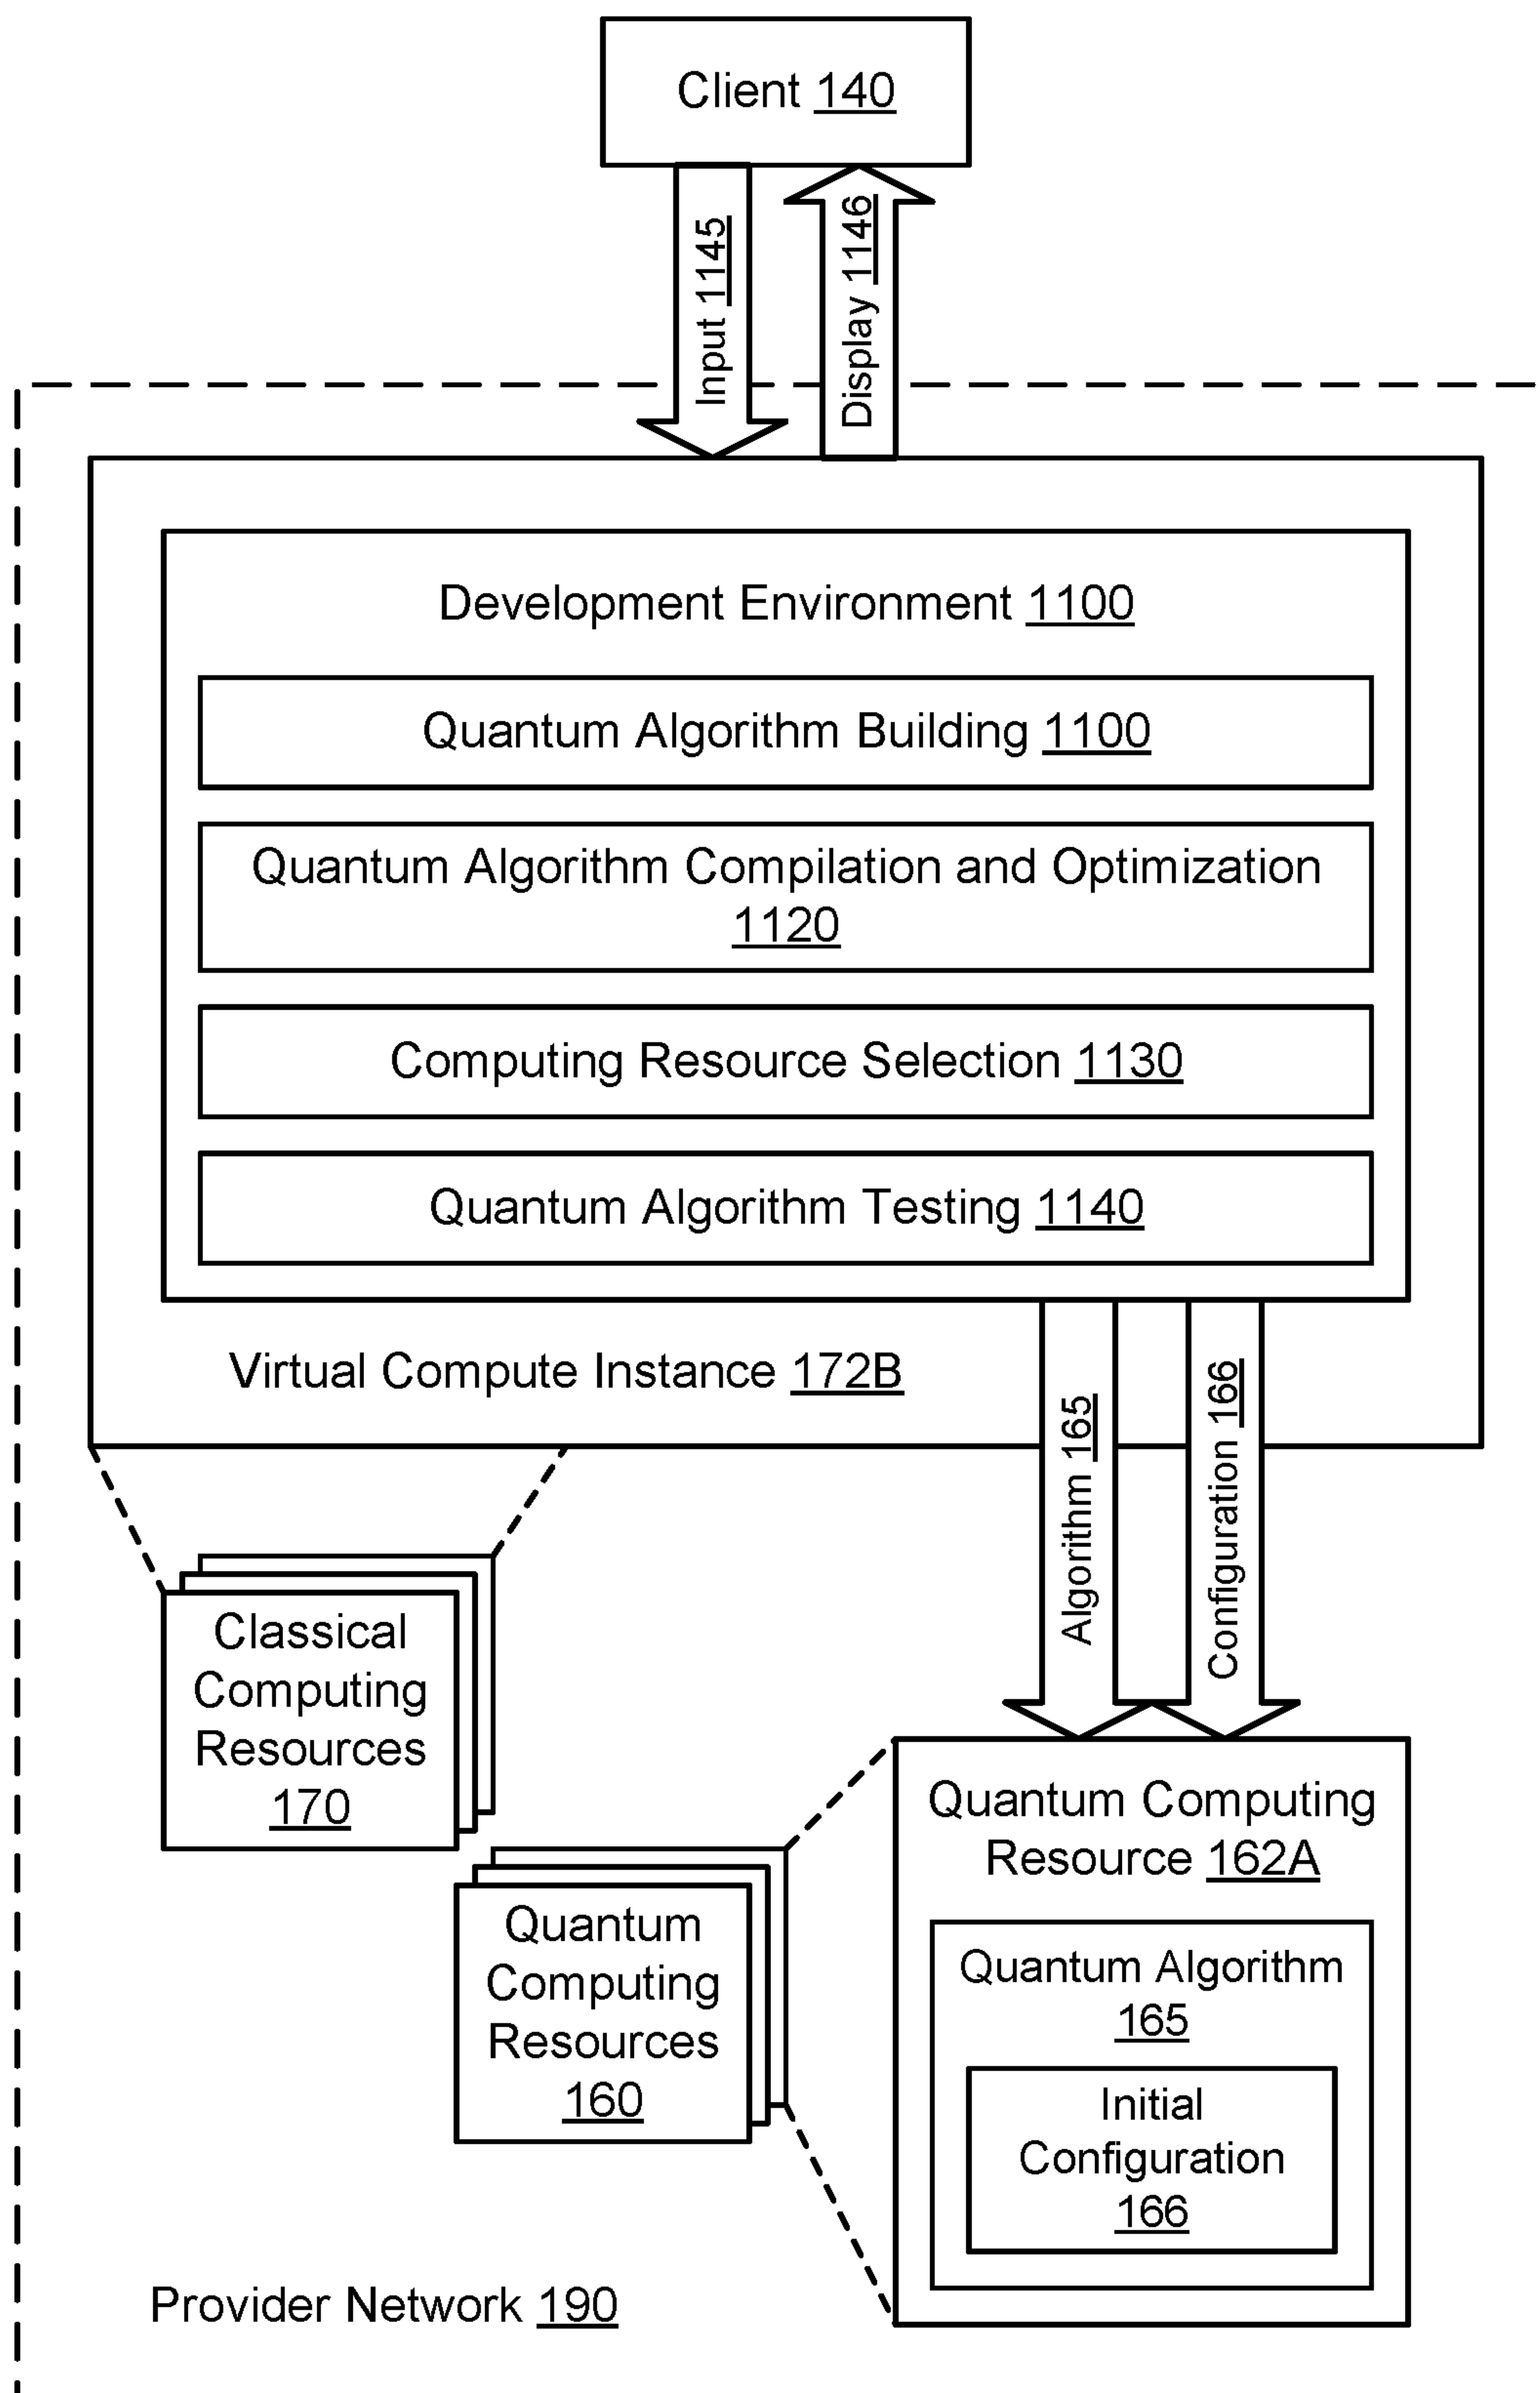 Client 140
Input 1145
Display 1146
Development Environment 1100
Quantum Algorithm Building 1100
Quantum Algorithm Compilation and Optimization
1120
Computing Resource Selection 1130
Quantum Algorithm Testing 1140
Virtual Compute Instance 172B
Algorithm 165
Configuration 166
Classical
Computing
Resources
170
Quantum
Computing
Resources
160
Quantum Computing
Resource 162A
Quantum Algorithm
165
Initial
Configuration
166
Provider Network 190